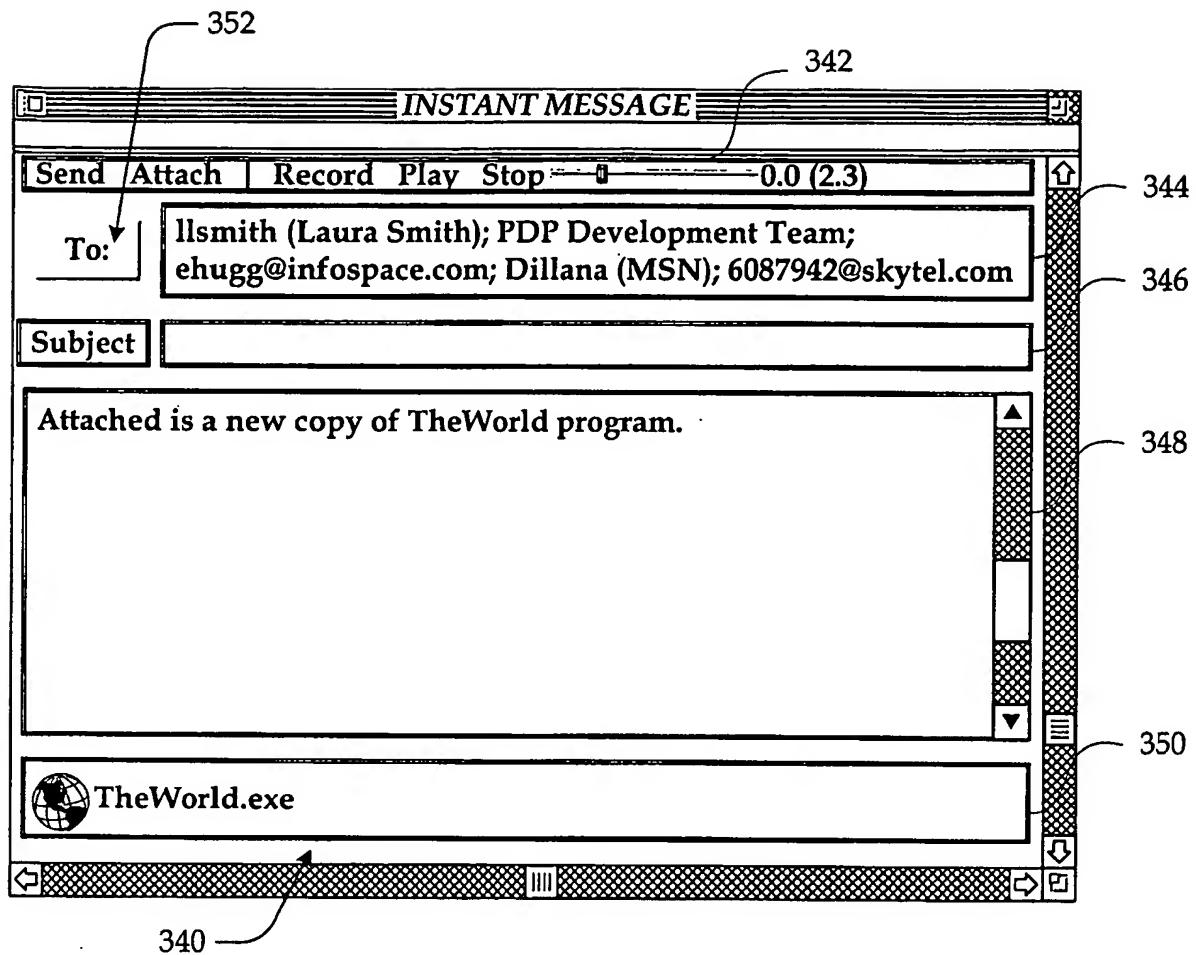 352
342
INSTANT MESSAGE
Send Attach Record Play Stop 0.0 (2.3)
344
To:
llsmith (Laura Smith); PDP Development Team;
ehugg@infospace.com; Dillana (MSN); 6087942@skytel.com
346
Subject
Attached is a new copy of TheWorld program.
348
350
TheWorld.exe
340